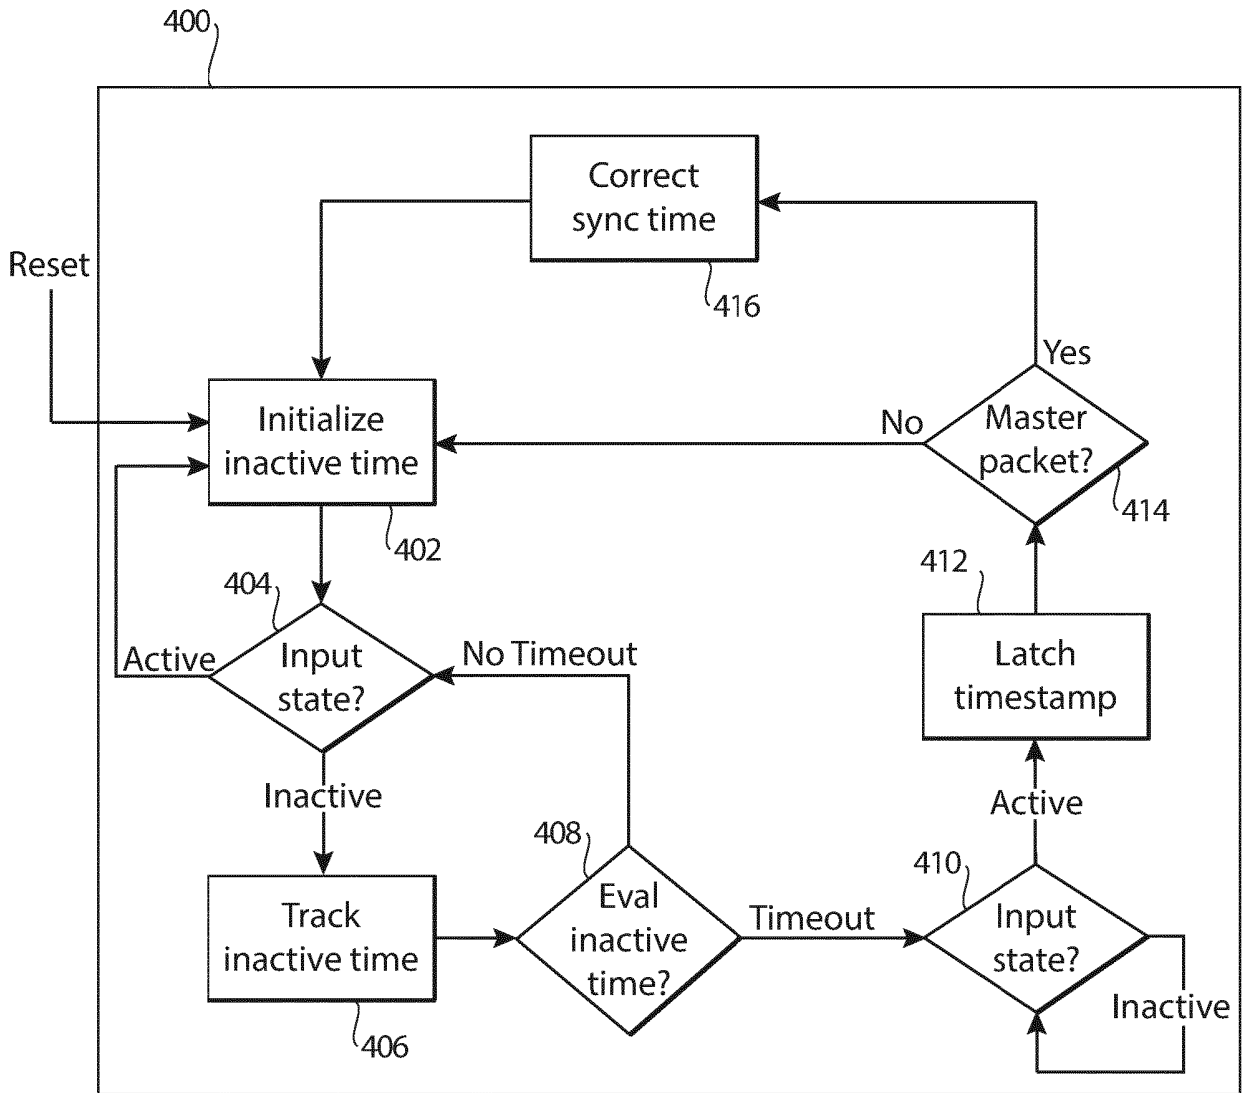 400
Correct
sync time
416
Reset
Yes
Initialize
inactive time
402
No
Master
packet?
414
404
Input
state?
Active
No Timeout
412
Latch
timestamp
Inactive
Active
408
410
Track
inactive time
406
Eval
inactive
time?
Timeout
Input
state?
Inactive